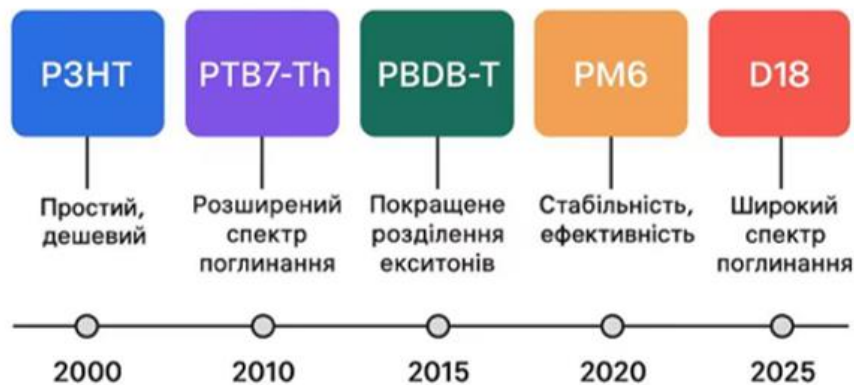 P3HT
PTB7-Th
PBDB-T
PM6
D18
Простий,
дешевий
Розширений
спектр
поглинання
Покращене
розділення
екситонів
Стабільність,
ефективність
Широкий
спектр
поглинання
2000
2010
2015
2020
2025